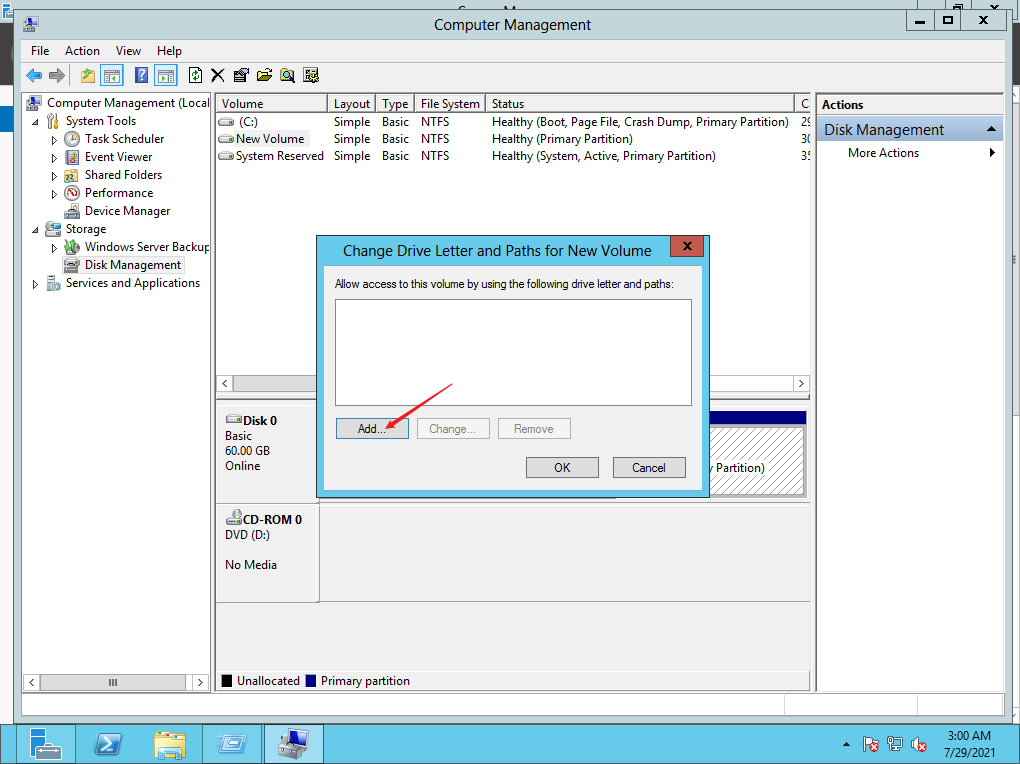 Computer Management
File Action View Help
Computer Management (Local
System Tools
Task Scheduler
Event Viewer
Shared Folders
Performance
Device Manager
Storage
Windows Server Backup
Disk Management
Services and Applications
Volume Layout Type File System Status C
(C:) Simple Basic NTFS Healthy (Boot, Page File, Crash Dump, Primary Partition) 29
New Volume Simple Basic NTFS Healthy (Primary Partition) 30
System Reserved Simple Basic NTFS Healthy (System, Active, Primary Partition) 35
Actions
Disk Management
More Actions
Change Drive Letter and Paths for New Volume
Allow access to this volume by using the following drive letter and paths:
Add...
Change...
Remove
OK
Cancel
Disk 0
Basic
60.00 GB
Online
y Partition)
CD-ROM 0
DVD (D:)
No Media
Unallocated Primary partition
3:00 AM
7/29/2021